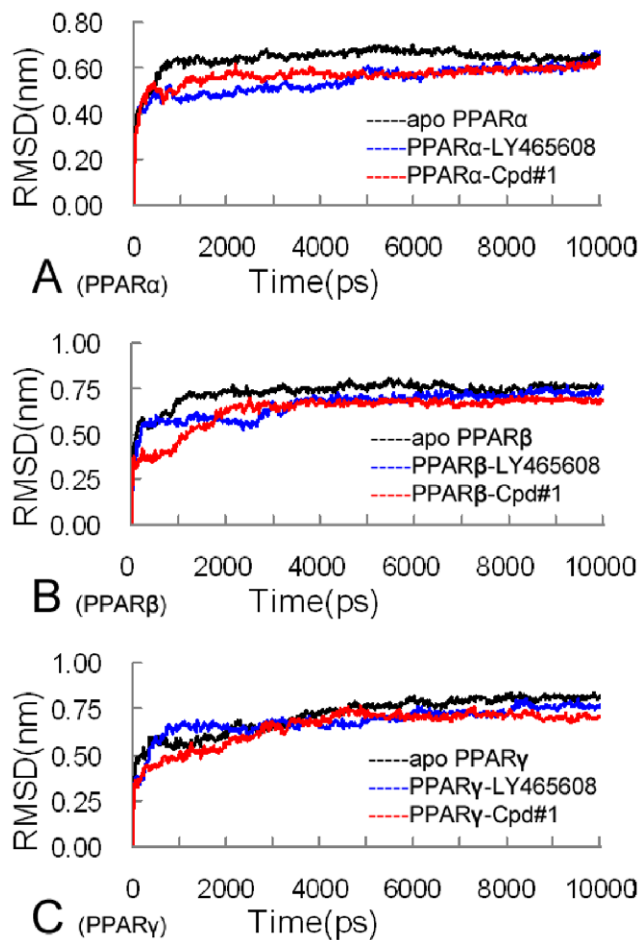 0.80
0.60
0.40
0.20
0.00
RMSD(nm)
-----apo PPARα
-----PPARα-LY465608
-----PPARα-Cpd#1
0 2000 4000 6000 8000 10000
A (PPARα) Time(ps)
1.00
0.75
0.50
0.25
0.00
RMSD(nm)
-----apo PPARβ
-----PPARβ-LY465608
-----PPARβ-Cpd#1
0 2000 4000 6000 8000 10000
B (PPARβ) Time(ps)
1.00
0.75
0.50
0.25
0.00
RMSD(nm)
-----apo PPARγ
-----PPARγ-LY465608
-----PPARγ-Cpd#1
0 2000 4000 6000 8000 10000
C (PPARγ) Time(ps)